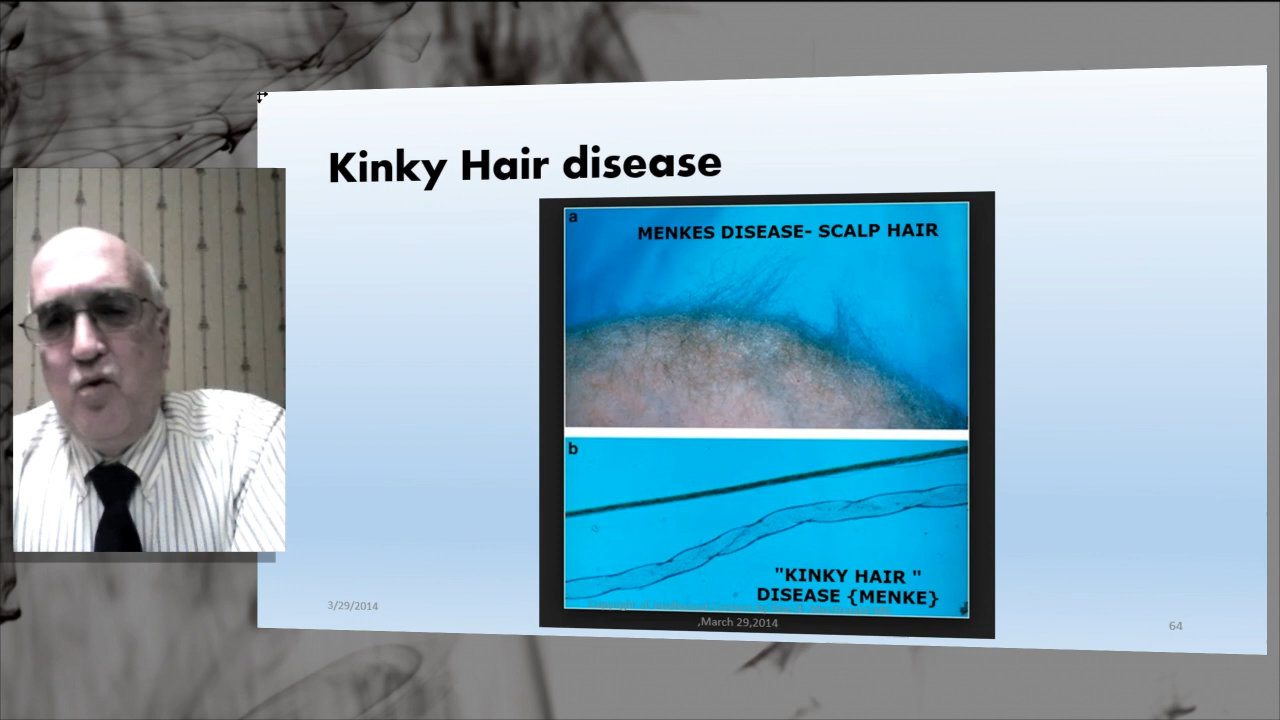 Kinky Hair disease
a
MENKES DISEASE- SCALP HAIR
b
"KINKY HAIR "
DISEASE {MENKE}
3/29/2014
,March 29,2014
64